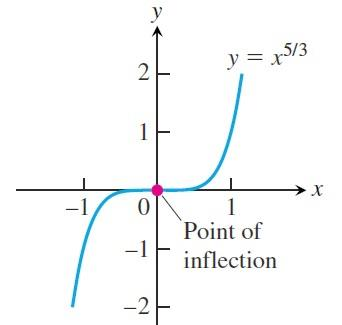 y
y = x^5/3
2
1
-1
0
1
x
Point of
inflection
-1
-2